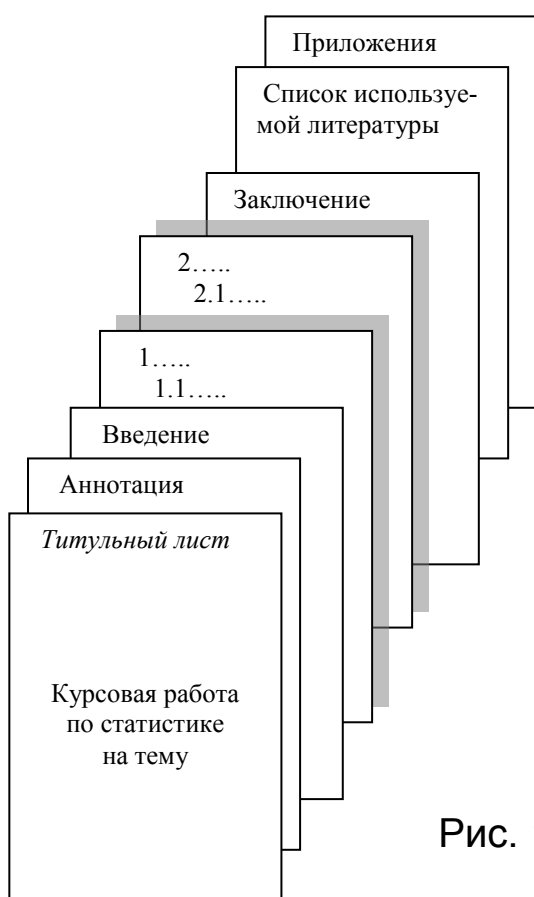 Приложения
Список используе-
мой литературы
Заключение
2…..
2.1…..
1…..
1.1…..
Введение
Аннотация
Титульный лист
Курсовая работа
по статистике
на тему
Рис.